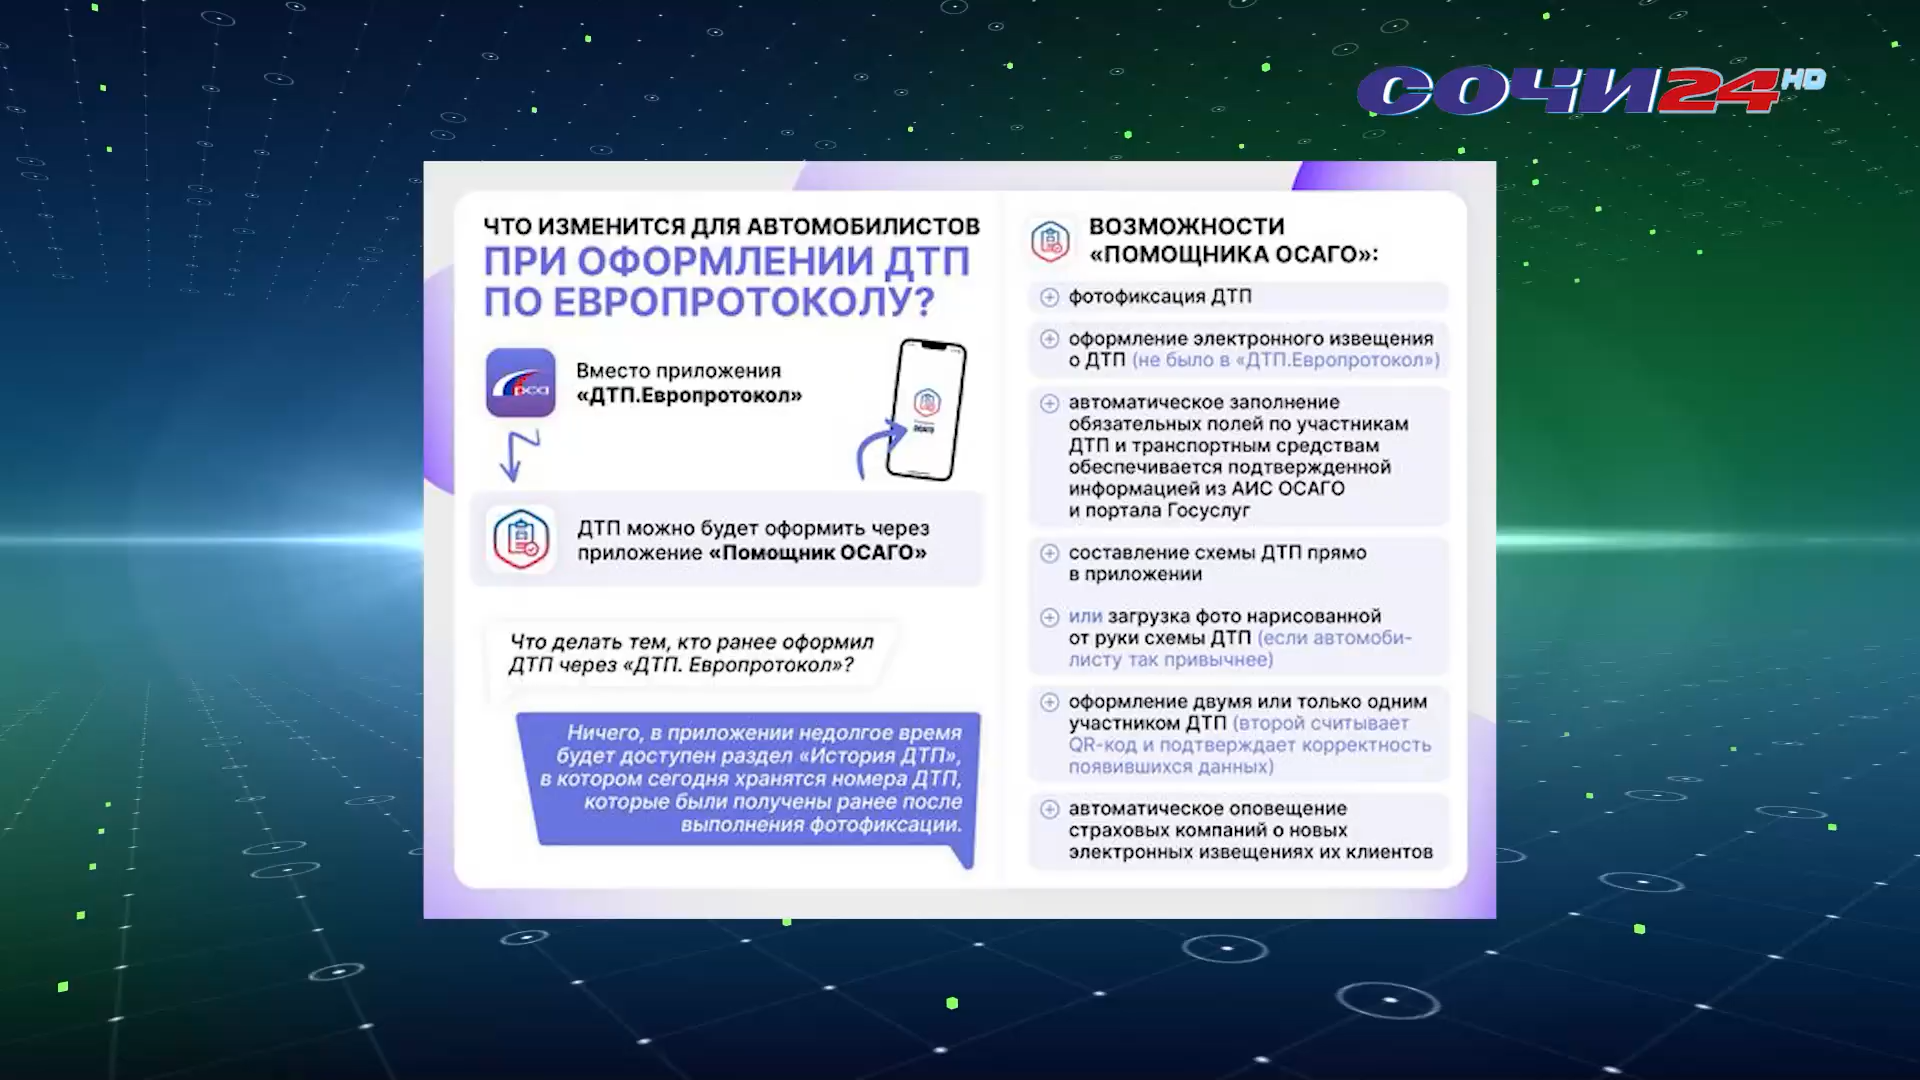 СОЧИ24HD
ЧТО ИЗМЕНИТСЯ ДЛЯ АВТОМОБИЛИСТОВ
ПРИ ОФОРМЛЕНИИ ДТП
ПО ЕВРОПРОТОКОЛУ?
рса
Вместо приложения
«ДТП.Европротокол»
ОСАГО
ДТП можно будет оформить через
приложение «Помощник ОСАГО»
Что делать тем, кто ранее оформил
ДТП через «ДТП. Европротокол»?
Ничего, в приложении недолгое время
будет доступен раздел «История ДТП»,
в котором сегодня хранятся номера ДТП,
которые были получены ранее после
выполнения фотофиксации.
ВОЗМОЖНОСТИ
«ПОМОЩНИКА ОСАГО»:
фотофиксация ДТП
оформление электронного извещения
о ДТП (не было в «ДТП.Европротокол»)
автоматическое заполнение
обязательных полей по участникам
ДТП и транспортным средствам
обеспечивается подтвержденной
информацией из АИС ОСАГО
и портала Госуслуг
составление схемы ДТП прямо
в приложении
или загрузка фото нарисованной
от руки схемы ДТП (если автомоби-
листу так привычнее)
оформление двумя или только одним
участником ДТП (второй считывает
QR-код и подтверждает корректность
появившихся данных)
автоматическое оповещение
страховых компаний о новых
электронных извещениях их клиентов